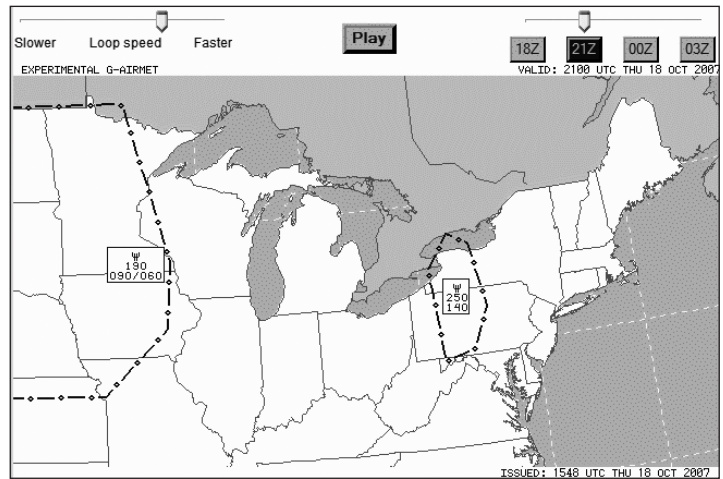 Slower Loop speed Faster
Play
18Z 21Z 00Z 03Z
EXPERIMENTAL G-AIRMET
VALID: 2100 UTC THU 18 OCT 2007
190
090/060
250
140
ISSUED: 1548 UTC THU 18 OCT 2007